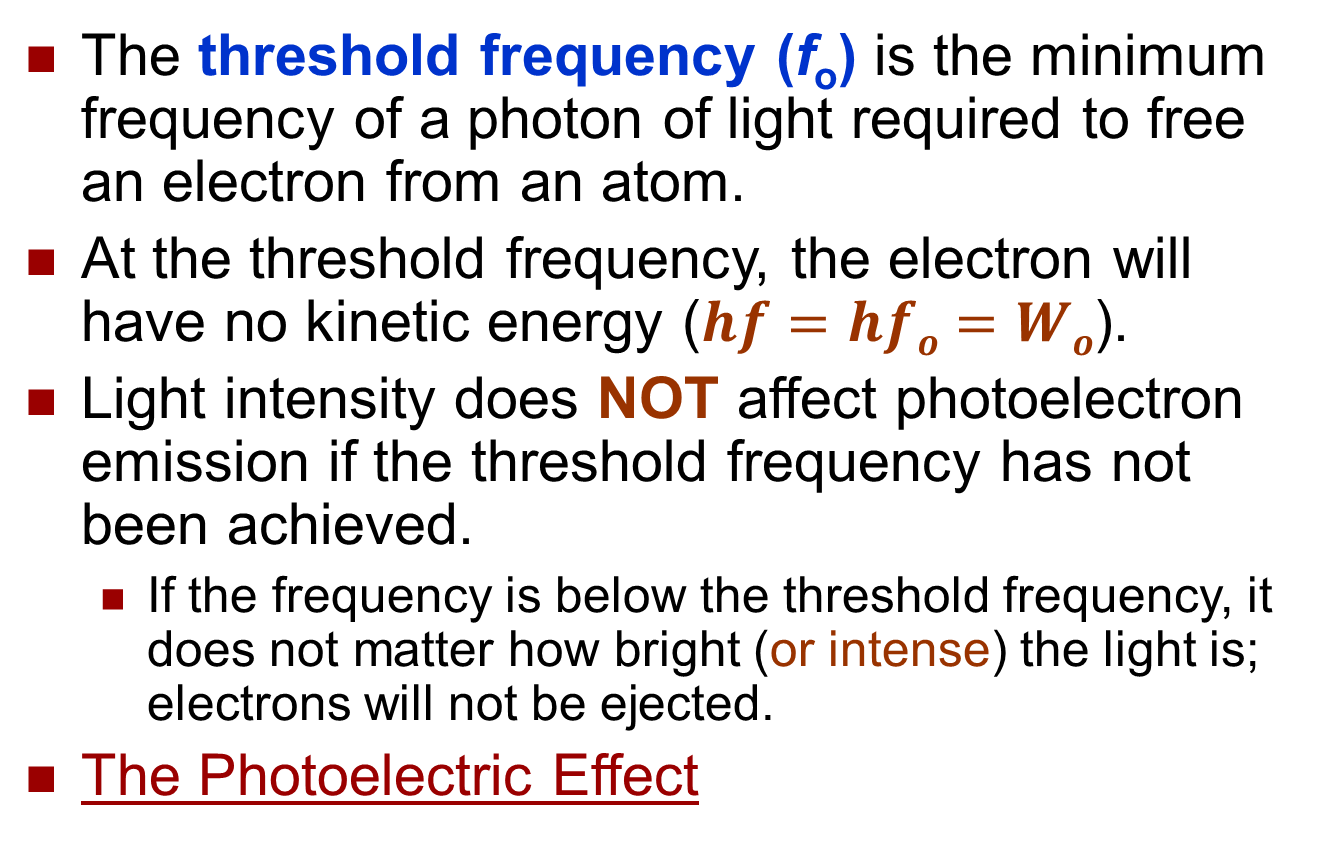 The threshold frequency (fo) is the minimum
frequency of a photon of light required to free
an electron from an atom.
At the threshold frequency, the electron will
have no kinetic energy (hf = hfo = Wo).
Light intensity does NOT affect photoelectron
emission if the threshold frequency has not
been achieved.
If the frequency is below the threshold frequency, it
does not matter how bright (or intense) the light is;
electrons will not be ejected.
The Photoelectric Effect